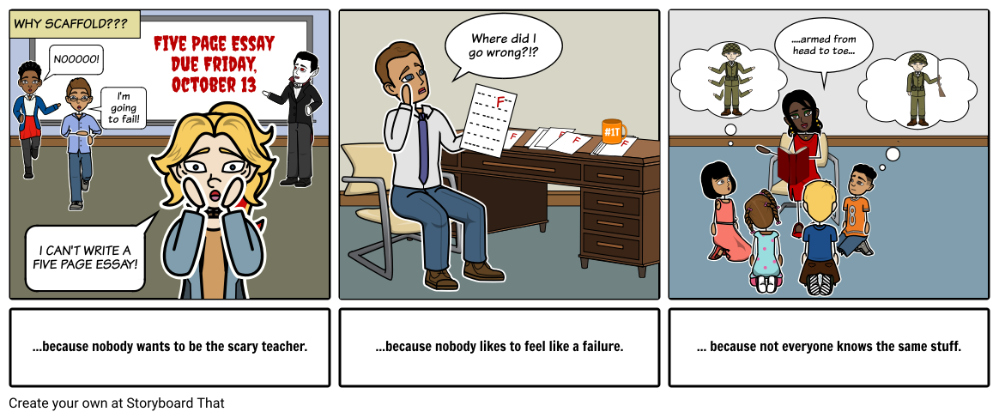 WHY SCAFFOLD???
FIVE PAGE ESSAY
DUE FRIDAY,
OCTOBER 13
NOOOOO!
I'm
going
to fail!
I CAN'T WRITE A
FIVE PAGE ESSAY!
Where did I
go wrong?!?
F
F
F
F
#1T
....armed from
head to toe...
...because nobody wants to be the scary teacher.
...because nobody likes to feel like a failure.
... because not everyone knows the same stuff.
Create your own at Storyboard That